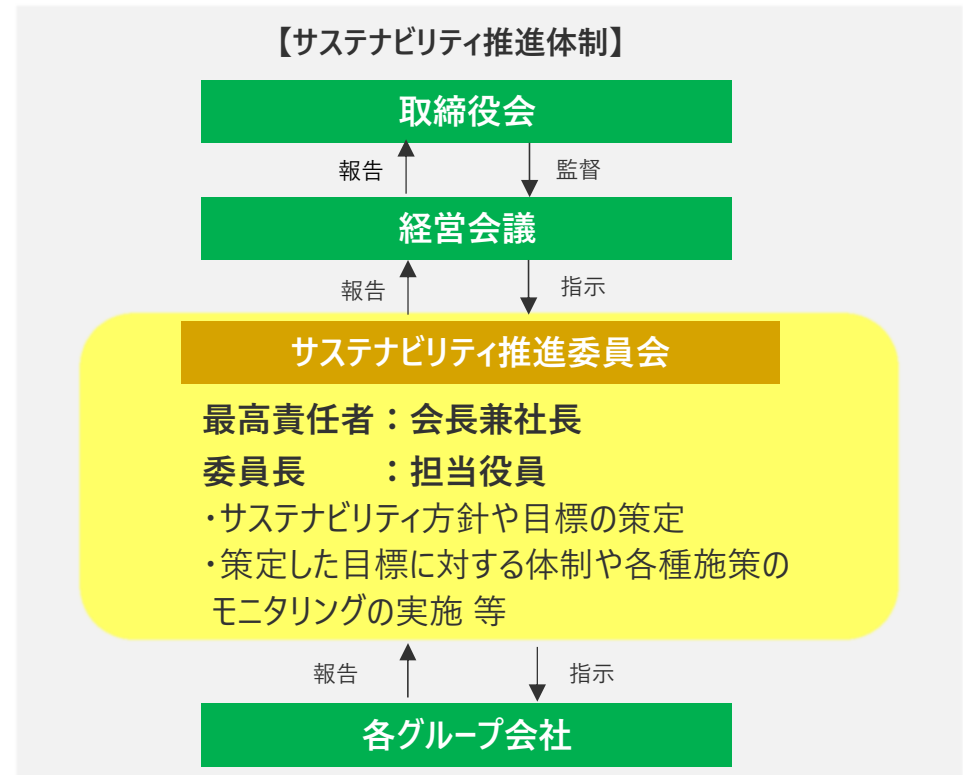 【サステナビリティ推進体制】
取締役会
報告 監督
経営会議
報告 指示
サステナビリティ推進委員会
最高責任者：会長兼社長
委員長　　：担当役員
・サステナビリティ方針や目標の策定
・策定した目標に対する体制や各種施策の
モニタリングの実施 等
報告 指示
各グループ会社